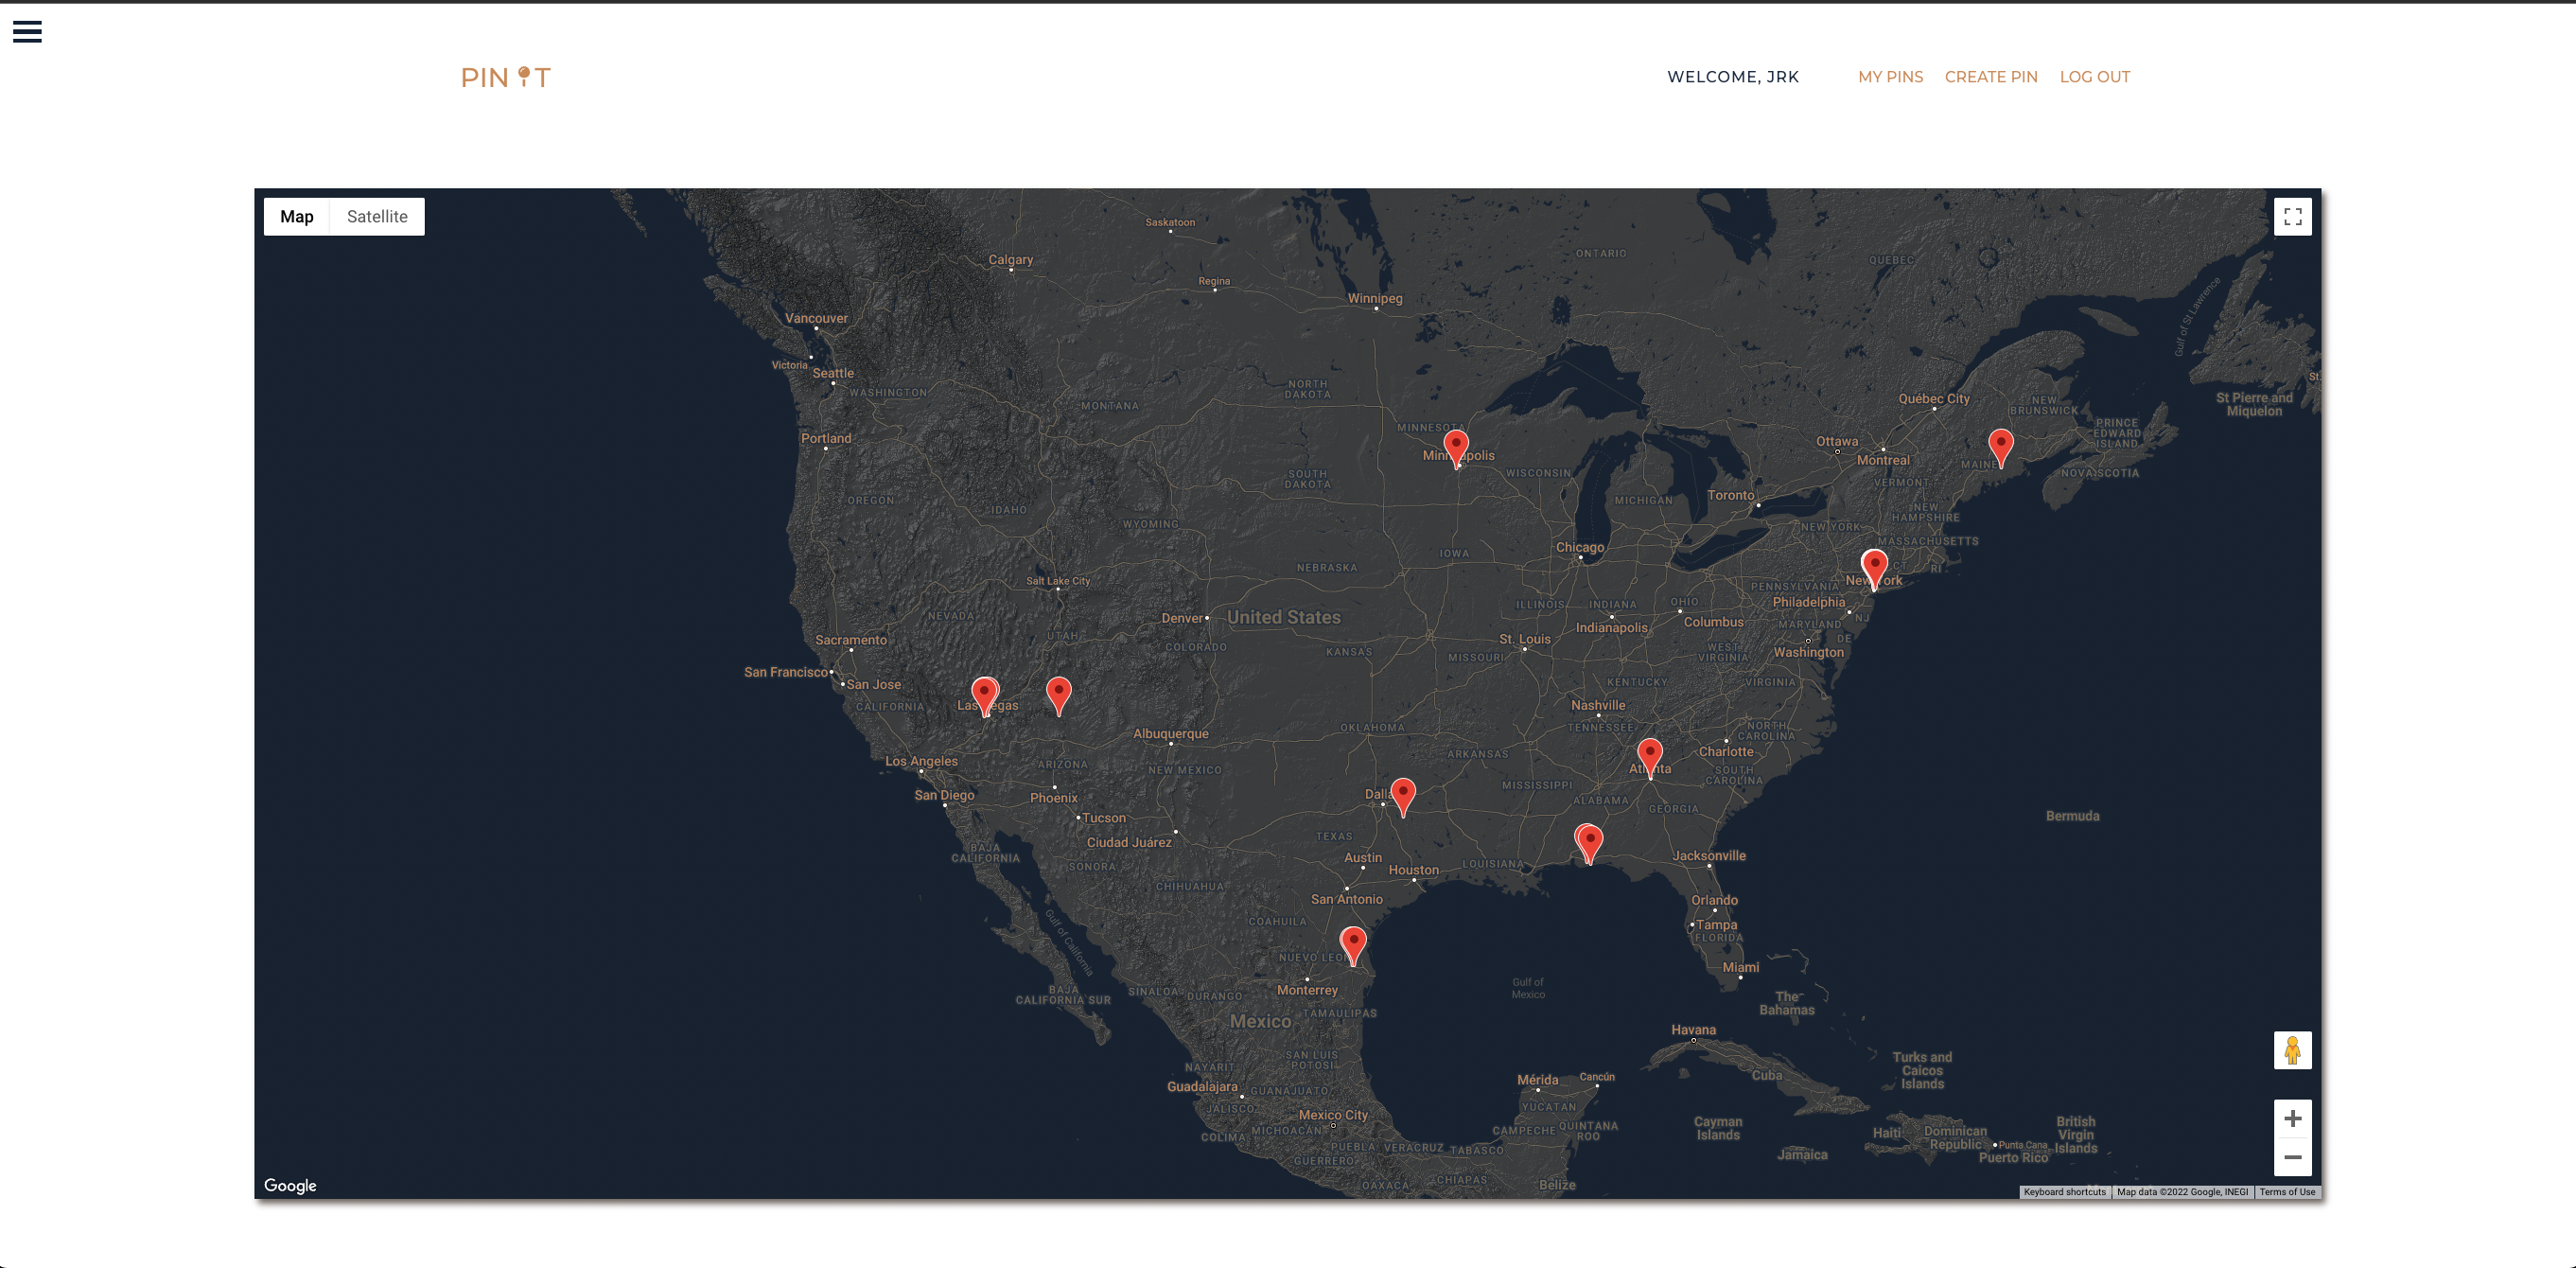 PIN IT
WELCOME, JRK
MY PINS
CREATE PIN
LOG OUT
Map
Satellite
Saskatoon
Calgary
ONTARIO
QUEBEC
Regina
Winnipeg
Gulf of St Lawrence
Vancouver
Victoria
Seattle
WASHINGTON
NORTH
DAKOTA
MONTANA
St.
St Pierre and
Miquelon
Québec City
NEW
BRUNSWICK
PRINCE
EDWARD
ISLAND
MINNESOTA
Portland
Ottawa
Montreal
MAINE
NOVA SCOTIA
SOUTH
DAKOTA
WISCONSIN
VERMONT
OREGON
IDAHO
MICHIGAN
Toronto
NEW
HAMPSHIRE
WYOMING
NEW YORK
MASSACHUSETTS
Chicago
IOWA
CT
RI
NEBRASKA
Salt Lake City
PENNSYLVANIA
Philadelphia
NEVADA
Denver
United States
ILLINOIS
INDIANA
OHIO
Indianapolis
Columbus
MARYLAND
NJ
DE
UTAH
COLORADO
Sacramento
St. Louis
KANSAS
MISSOURI
WEST
VIRGINIA
Washington
San Francisco
San Jose
KENTUCKY
VIRGINIA
CALIFORNIA
Nashville
TENNESSEE
OKLAHOMA
NORTH
CAROLINA
Albuquerque
Charlotte
ARKANSAS
Los Angeles
ARIZONA
NEW MEXICO
SOUTH
CAROLINA
San Diego
Phoenix
MISSISSIPPI
ALABAMA
GEORGIA
Tucson
Bermuda
TEXAS
Ciudad Juárez
BAJA
CALIFORNIA
SONORA
Austin
Houston
LOUISIANA
Jacksonville
CHIHUAHUA
San Antonio
Orlando
COAHUILA
Gulf of California
Tampa
FLORIDA
Miami
Monterrey
Gulf of
Mexico
BAJA
CALIFORNIA SUR
SINALOA
DURANGO
The
Bahamas
TAMAULIPAS
Mexico
Havana
SAN LUIS
POTOSI
NAYARIT
Turks and
Caicos
Islands
Guadalajara
GUANAJUATO
Mérida
Cancún
Cuba
JALISCO
YUCATAN
Mexico City
COLIMA
MICHOACÁN
CAMPECHE
QUINTANA
ROO
Cayman
Islands
Haiti
Dominican
Republic
British
Virgin
Islands
PUEBLA
VERACRUZ
TABASCO
Punta Cana
Puerto Rico
Jamaica
GUERRERO
OAXACA
CHIAPAS
Belize
Google
Keyboard shortcuts
Map data ©2022 Google, INEGI
Terms of Use